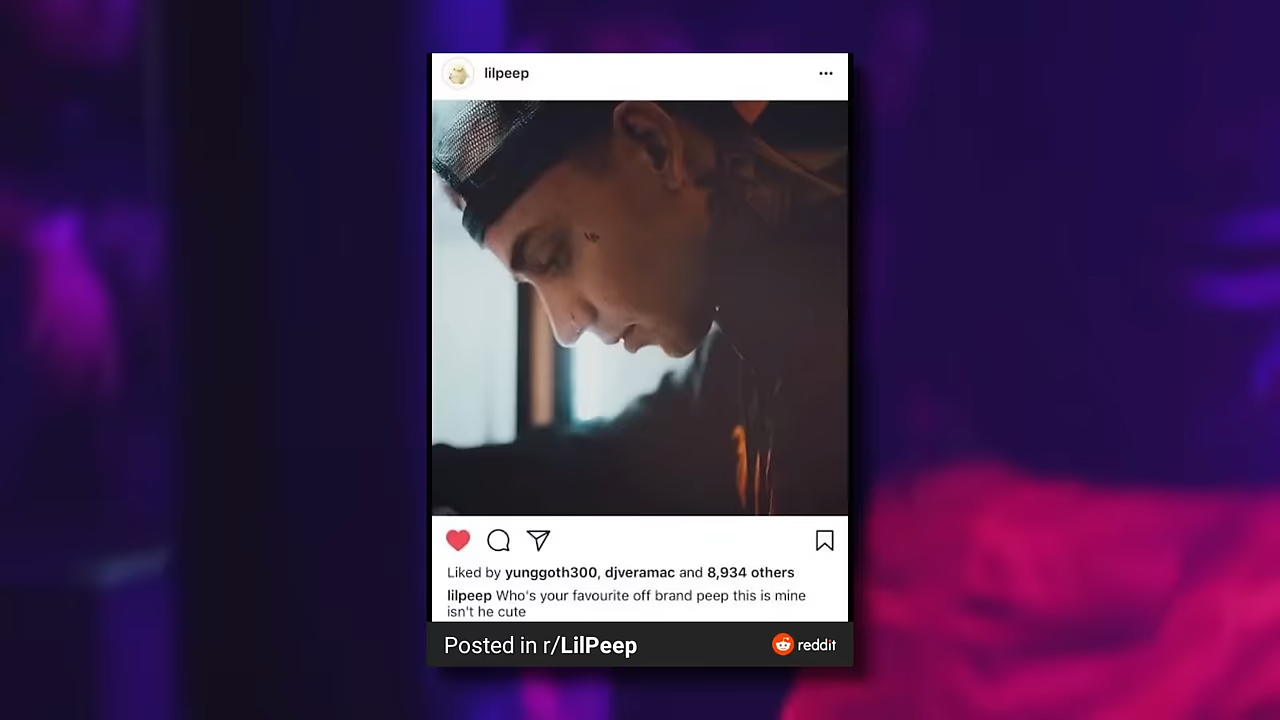 lilpeep
Liked by yunggoth300, djveramac and 8,934 others
lilpeep Who's your favourite off brand peep this is mine
isn't he cute
Posted in r/LilPeep
reddit